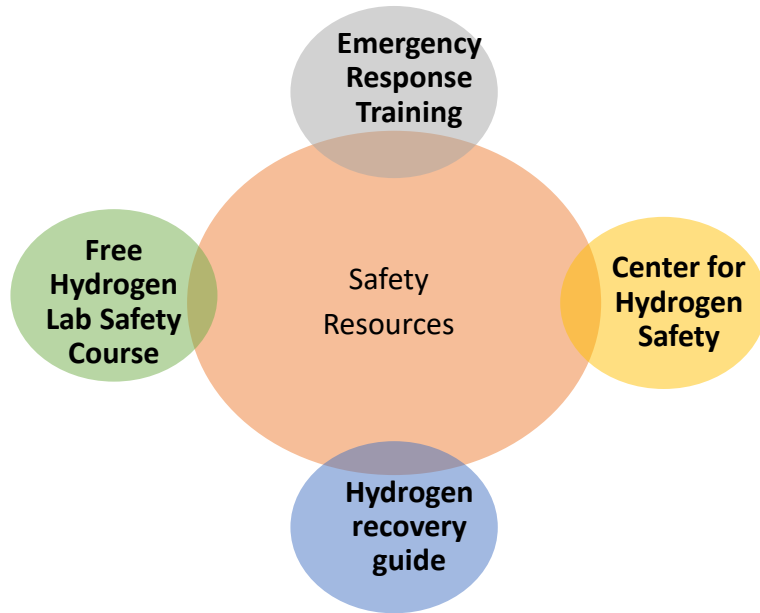 Emergency
Response
Training
Free
Hydrogen
Lab Safety
Course
Safety
Resources
Center for
Hydrogen
Safety
Hydrogen
recovery
guide